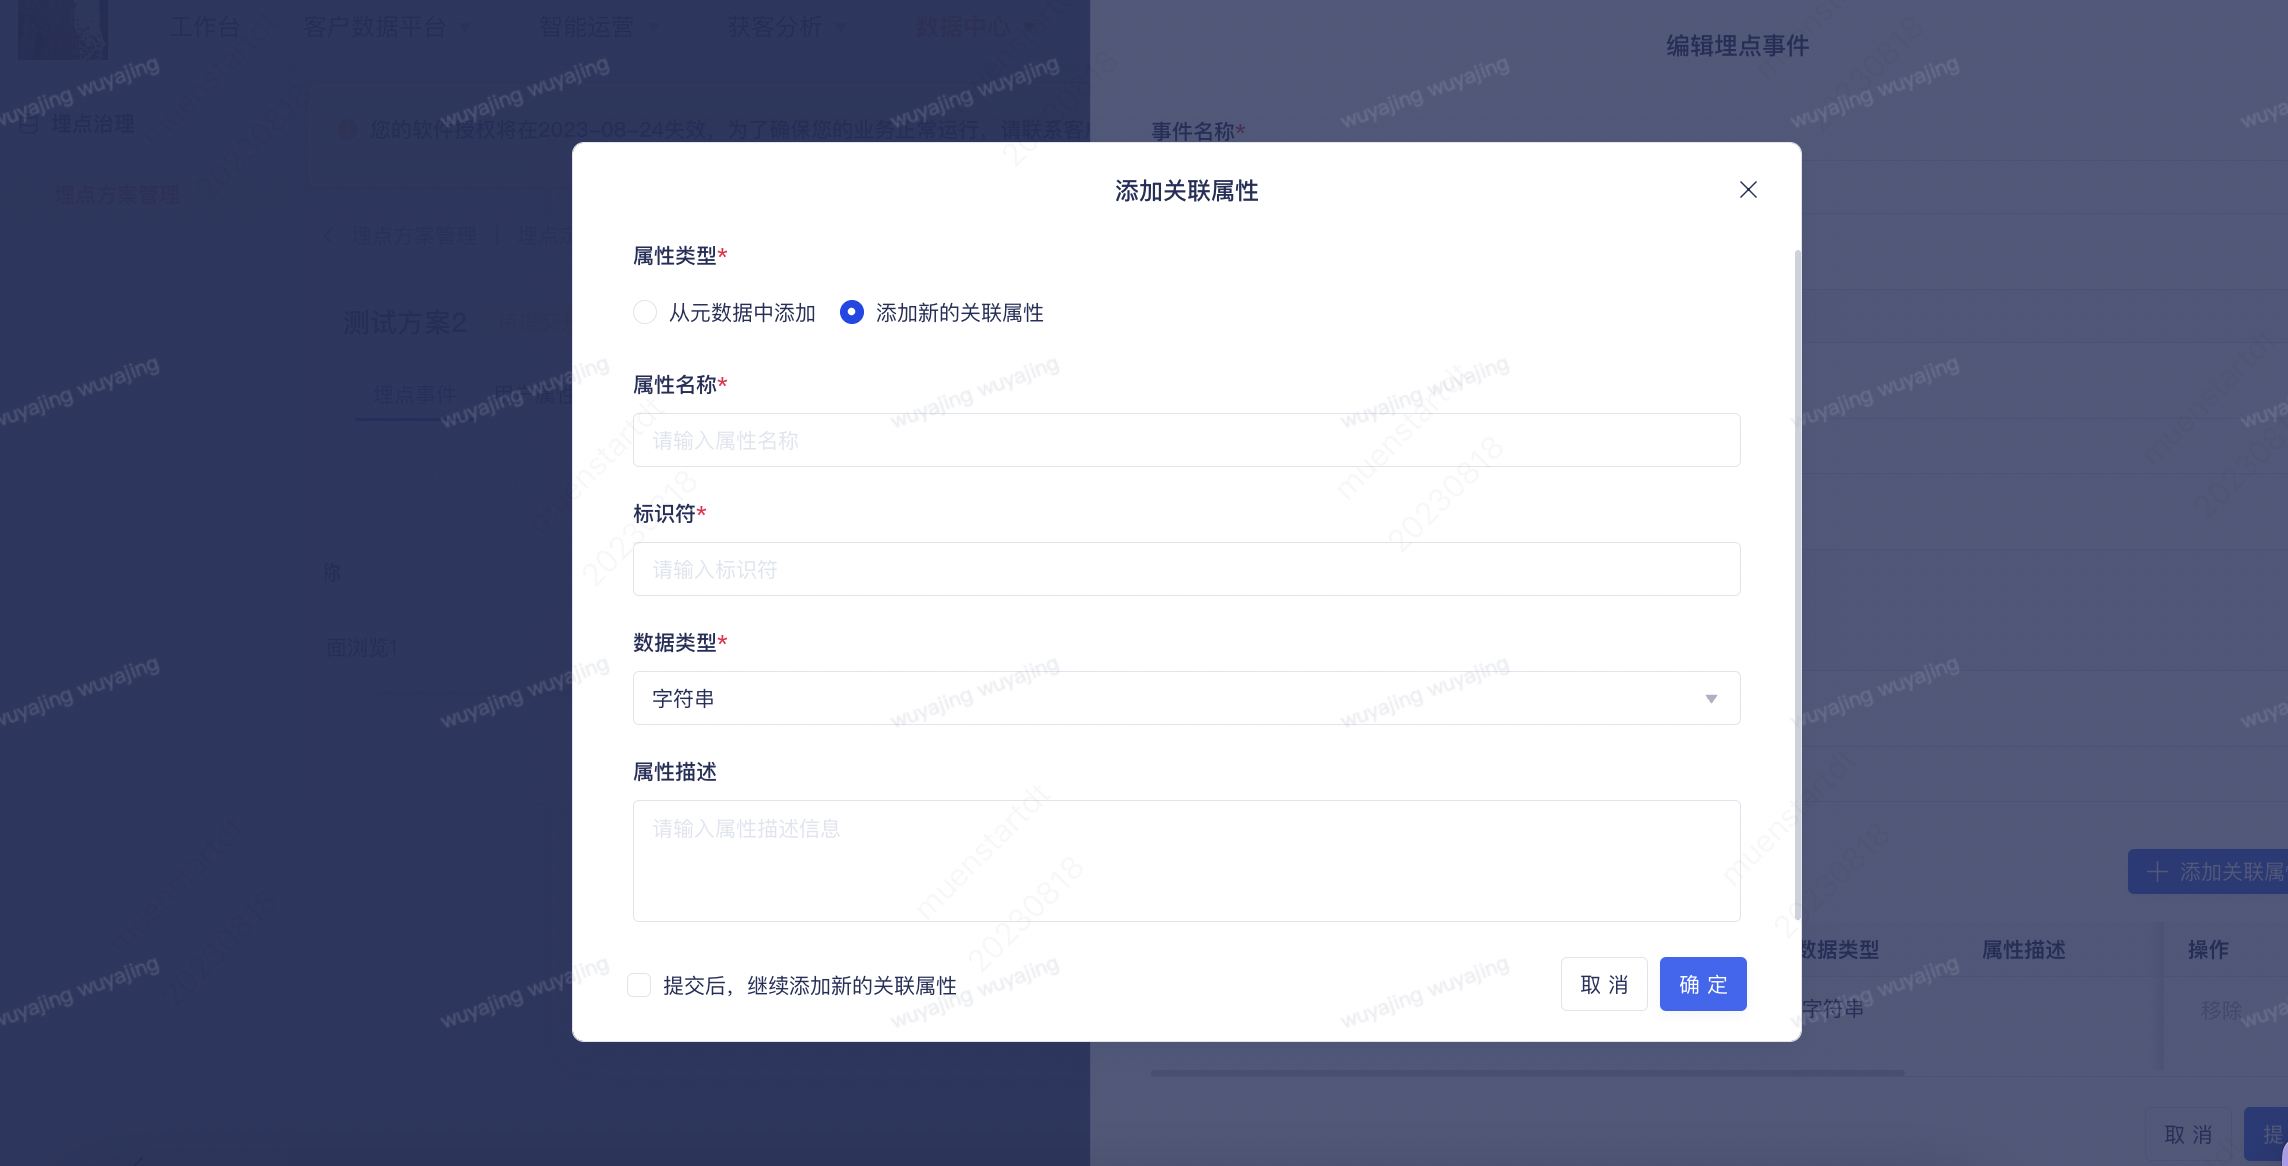 工作台 客户数据平台 智能运营 获客分析 数据中心
编辑埋点事件
埋点治理
您的软件授权将在2023-08-24失效，为了确保您的业务正常运行，请联系客
事件名称*
埋点方案管理
埋点方案管理
测试方案2
埋点事件
面浏览1
添加关联属性
属性类型*
从元数据中添加 添加新的关联属性
属性名称*
请输入属性名称
标识符*
请输入标识符
数据类型*
字符串
属性描述
请输入属性描述信息
提交后，继续添加新的关联属性
取 消 确 定
添加关联属
数据类型 属性描述 操作
字符串 移除
取 消 提
wuyajing wuyajing
muenstartdt
20230818